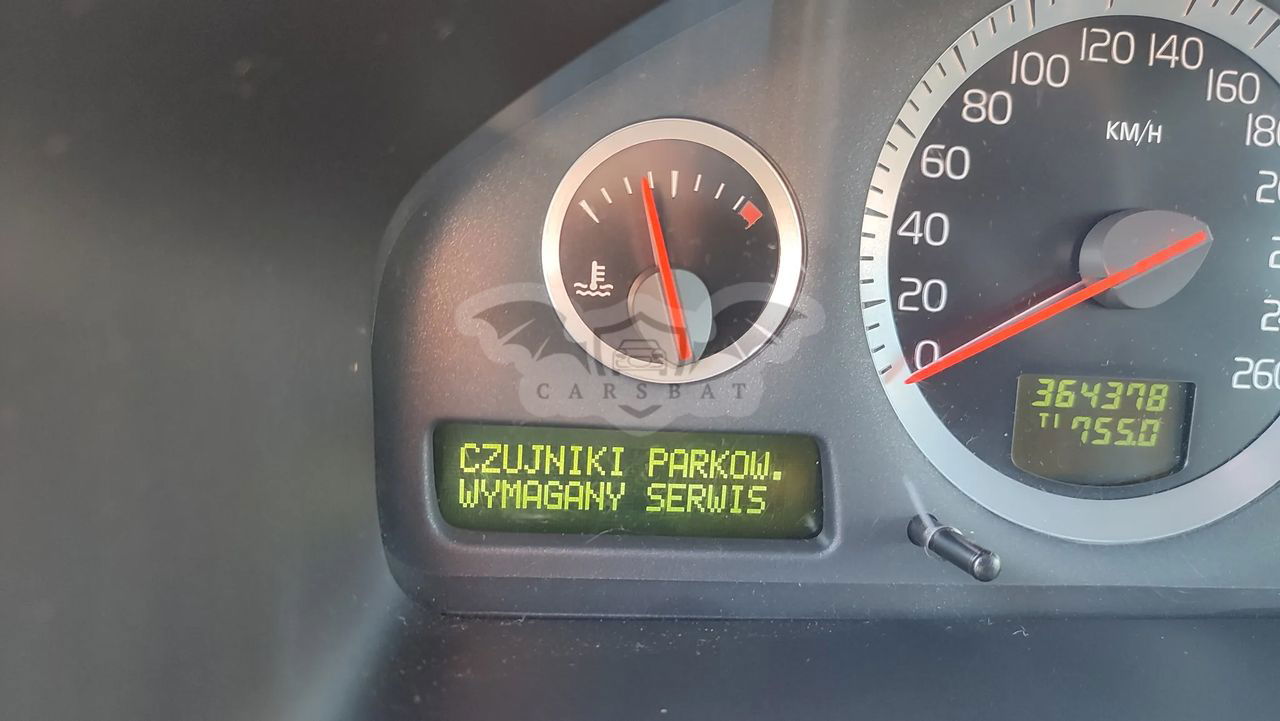 120 140
100
160
80
KM/H
60
40
20
0
260
364378
T1 755.0
CARSBAT
CZUJNIKI PARKOW.
WYMAGANY SERWIS